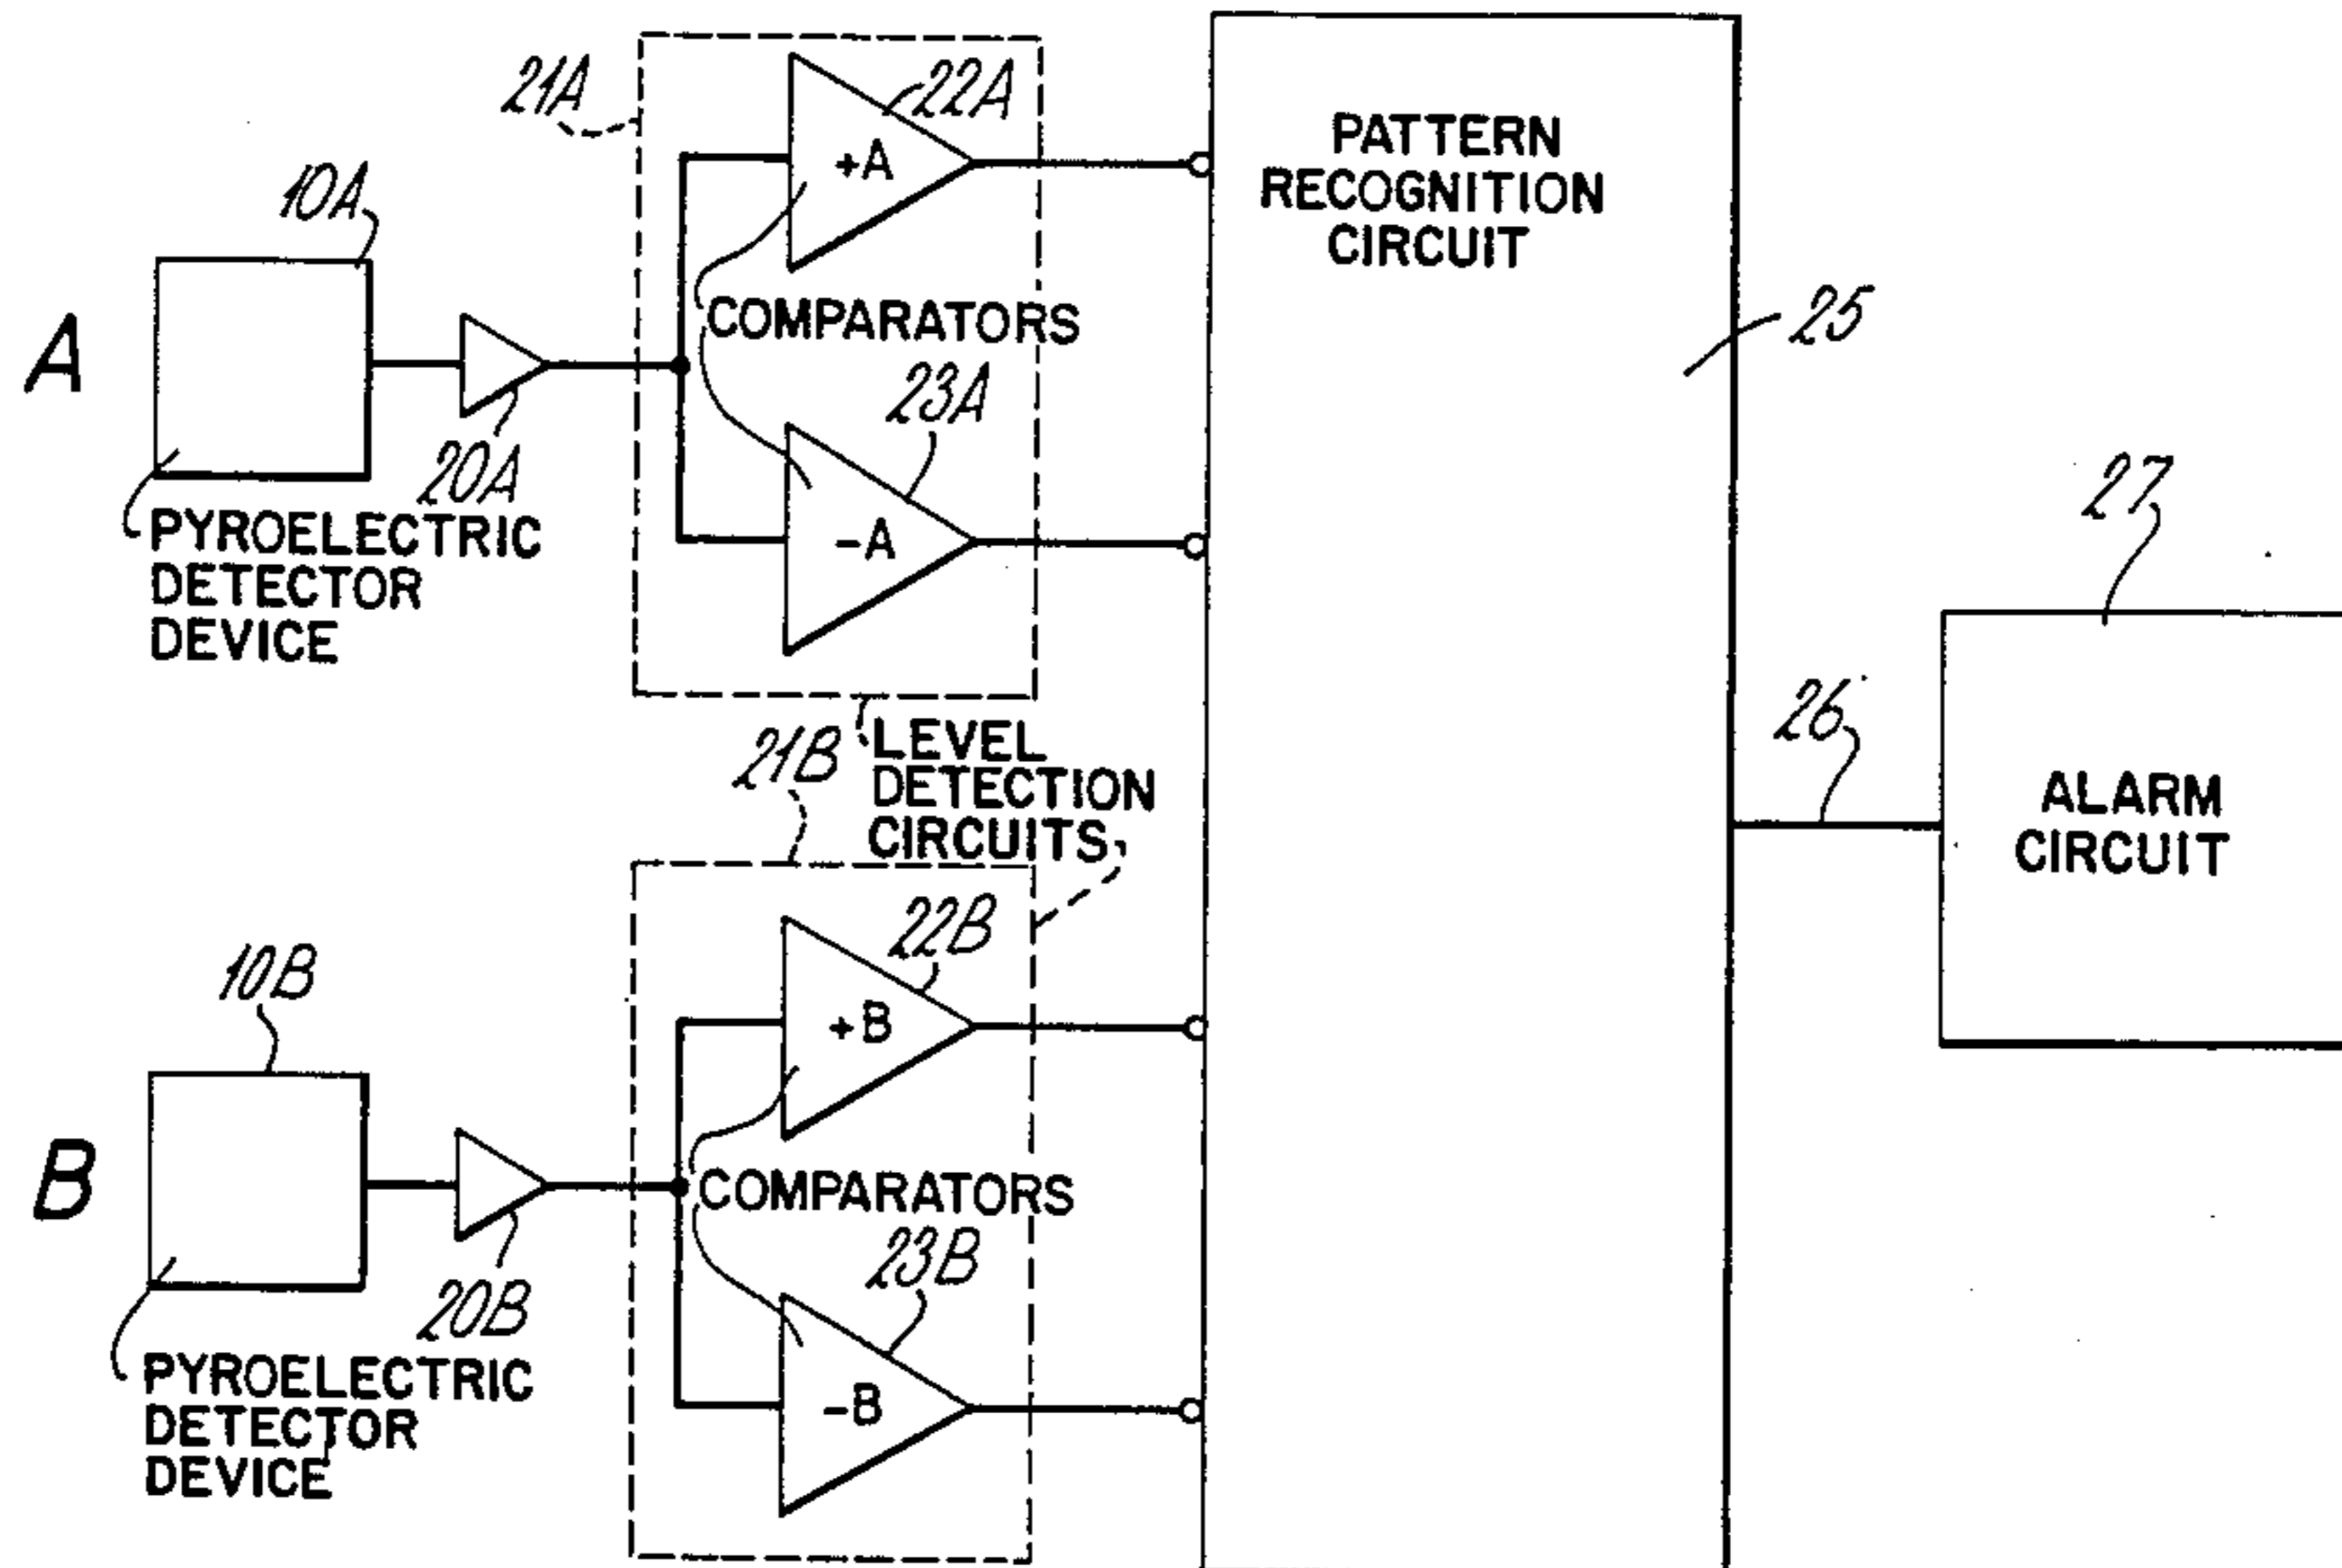 21A
22A
+A
PATTERN
RECOGNITION
CIRCUIT
10A
COMPARATORS
25
A
23A
20A
-A
PYROELECTRIC
DETECTOR
DEVICE
27
26
21B
LEVEL
DETECTION
CIRCUITS
ALARM
CIRCUIT
22B
10B
+B
B
COMPARATORS
23B
20B
-B
PYROELECTRIC
DETECTOR
DEVICE